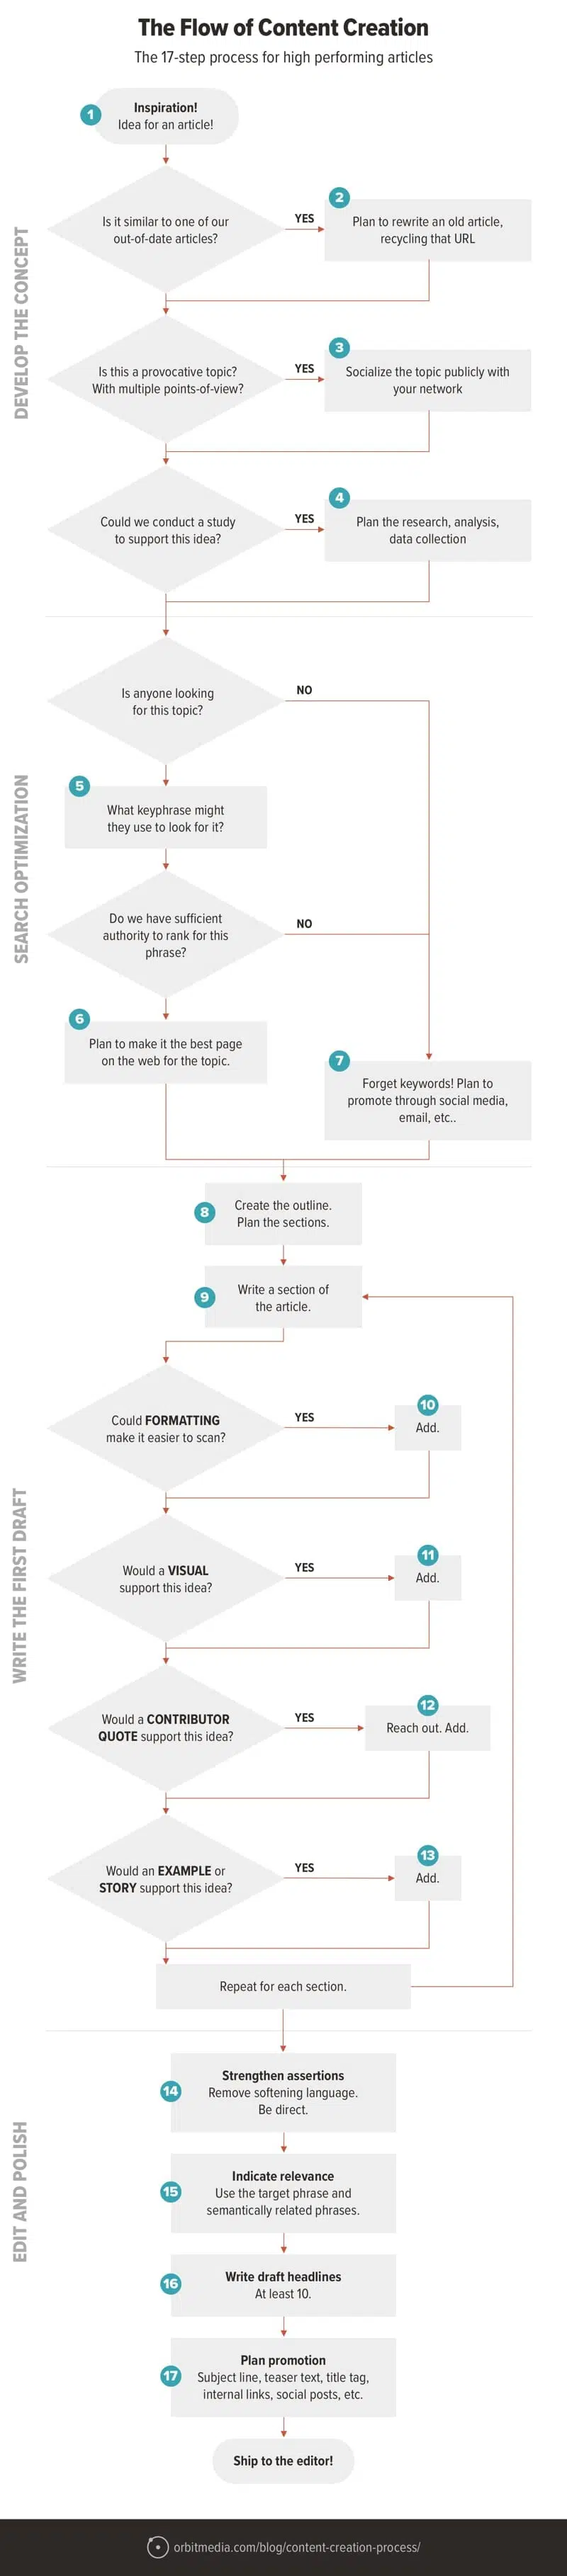 The Flow of Content Creation
The 17-step process for high performing articles
DEVELOP THE CONCEPT
1
Inspiration!
Idea for an article!
Is it similar to one of our
out-of-date articles?
YES
2
Plan to rewrite an old article,
recycling that URL
Is this a provocative topic?
With multiple points-of-view?
YES
3
Socialize the topic publicly with
your network
Could we conduct a study
to support this idea?
YES
4
Plan the research, analysis,
data collection
SEARCH OPTIMIZATION
Is anyone looking
for this topic?
NO
5
What keyphrase might
they use to look for it?
Do we have sufficient
authority to rank for this
phrase?
NO
6
Plan to make it the best page
on the web for the topic.
7
Forget keywords! Plan to
promote through social media,
email, etc..
WRITE THE FIRST DRAFT
8
Create the outline.
Plan the sections.
9
Write a section of
the article.
Could FORMATTING
make it easier to scan?
YES
10
Add.
Would a VISUAL
support this idea?
YES
11
Add.
Would a CONTRIBUTOR
QUOTE support this idea?
YES
12
Reach out. Add.
Would an EXAMPLE or
STORY support this idea?
YES
13
Add.
Repeat for each section.
EDIT AND POLISH
14
Strengthen assertions
Remove softening language.
Be direct.
15
Indicate relevance
Use the target phrase and
semantically related phrases.
16
Write draft headlines
At least 10.
17
Plan promotion
Subject line, teaser text, title tag,
internal links, social posts, etc.
Ship to the editor!
orbitmedia.com/blog/content-creation-process/